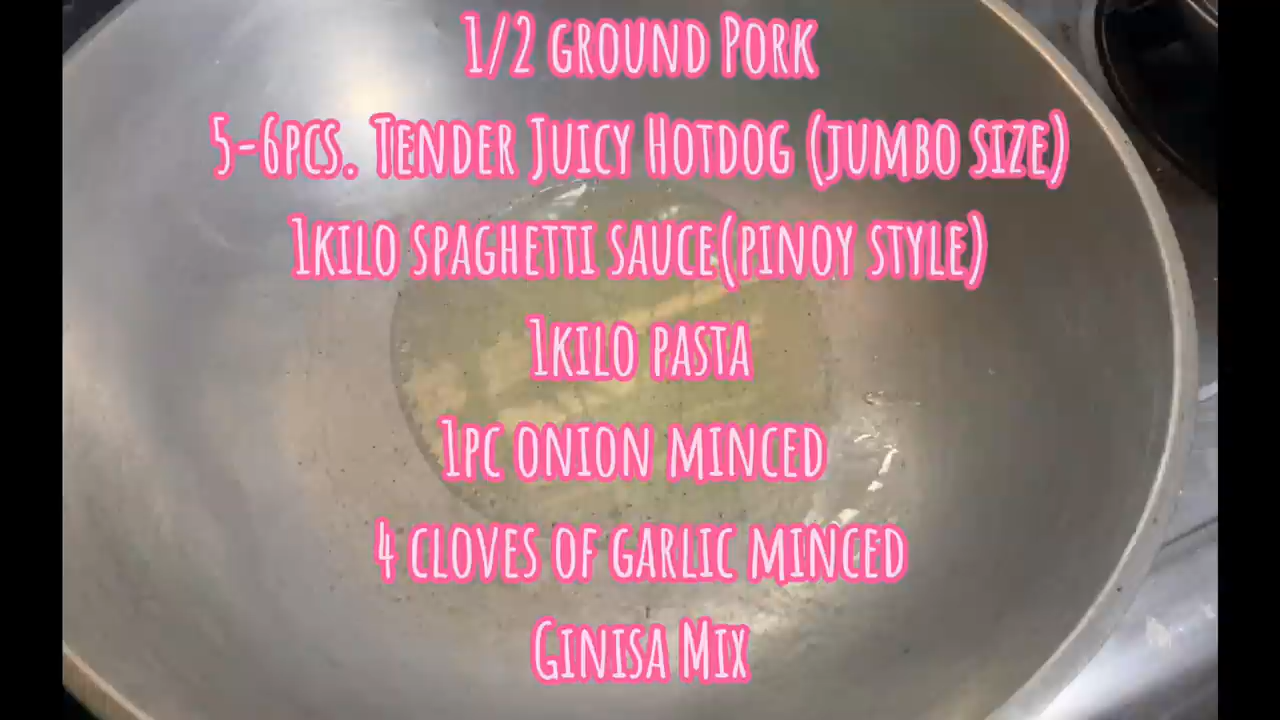 1/2 GROUND PORK
5-6PCS. TENDER JUICY HOTDOG (JUMBO SIZE)
1KILO SPAGHETTI SAUCE(PINOY STYLE)
1KILO PASTA
1PC ONION MINCED
4 CLOVES OF GARLIC MINCED
GINISA MIX